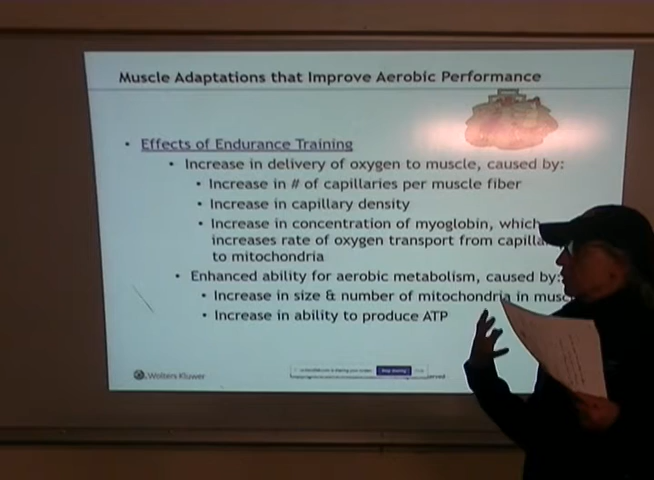 Muscle Adaptations that Improve Aerobic Performance
• Effects of Endurance Training
• Increase in delivery of oxygen to muscle, caused by:
• Increase in # of capillaries per muscle fiber
• Increase in capillary density
• Increase in concentration of myoglobin, which
increases rate of oxygen transport from capilla
to mitochondria
• Enhanced ability for aerobic metabolism, caused by:
• Increase in size & number of mitochondria in musc
• Increase in ability to produce ATP
Wolters Kluwer
Stop sharing